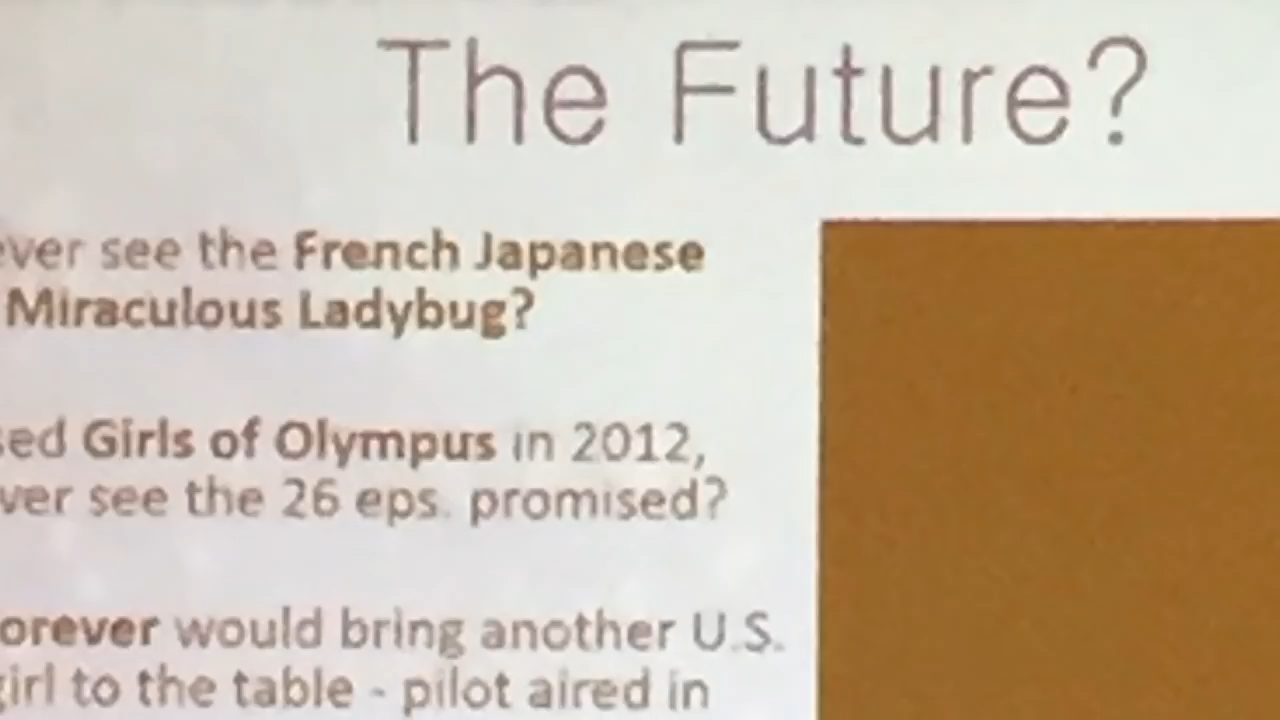 The Future?
ever see the French Japanese
Miraculous Ladybug?
sed Girls of Olympus in 2012,
ver see the 26 eps. promised?
orever would bring another U.S.
girl to the table - pilot aired in